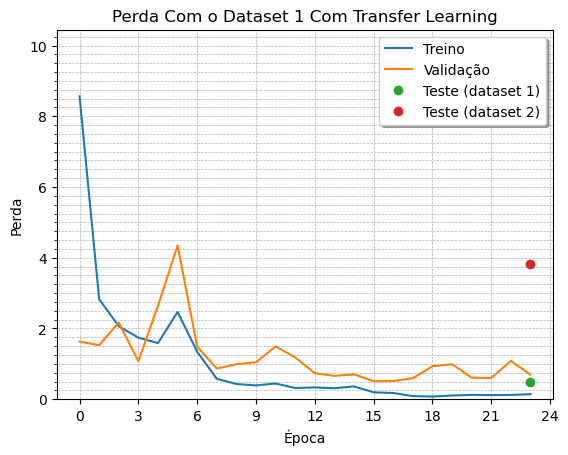 Perda Com o Dataset 1 Com Transfer Learning
Treino
Validação
Teste (dataset 1)
Teste (dataset 2)
10
8
6
4
2
0
Perda
0 3 6 9 12 15 18 21 24
Época